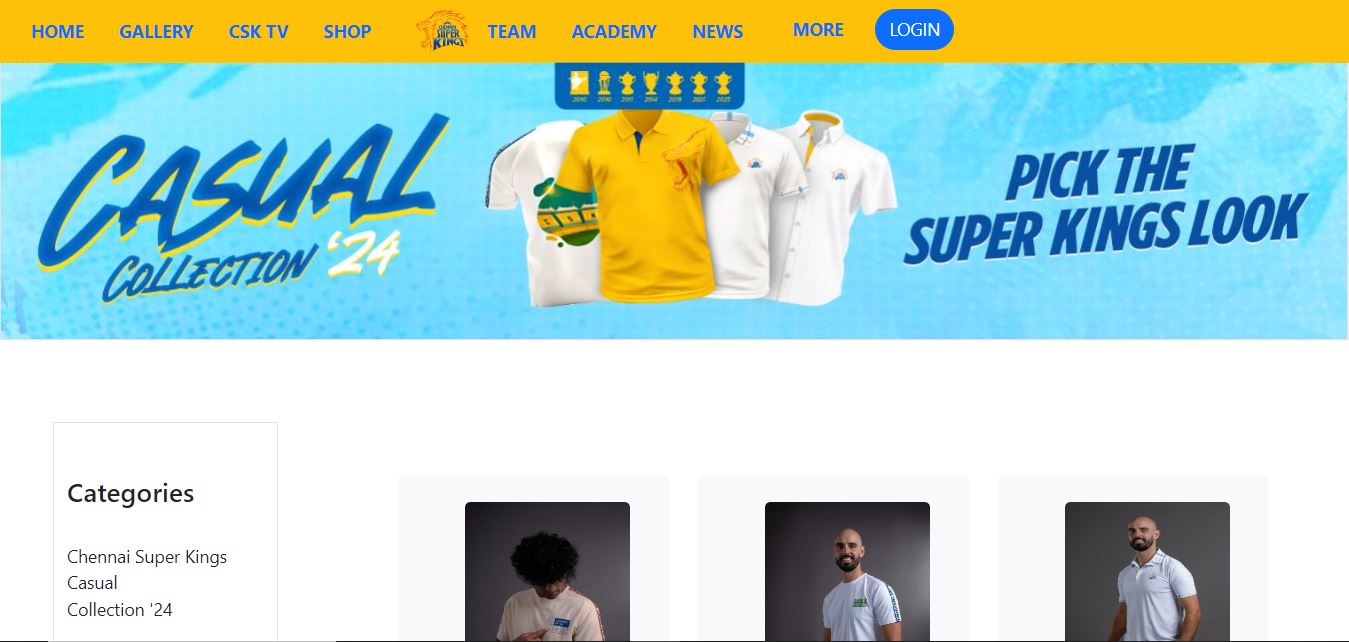 HOME GALLERY CSK TV SHOP CHENNAI SUPER KINGS TEAM ACADEMY NEWS MORE LOGIN
2010 2010 2011 2014 2018 2021 2023
CASUAL
COLLECTION '24
PICK THE
SUPER KINGS LOOK
Categories
Chennai Super Kings
Casual
Collection '24